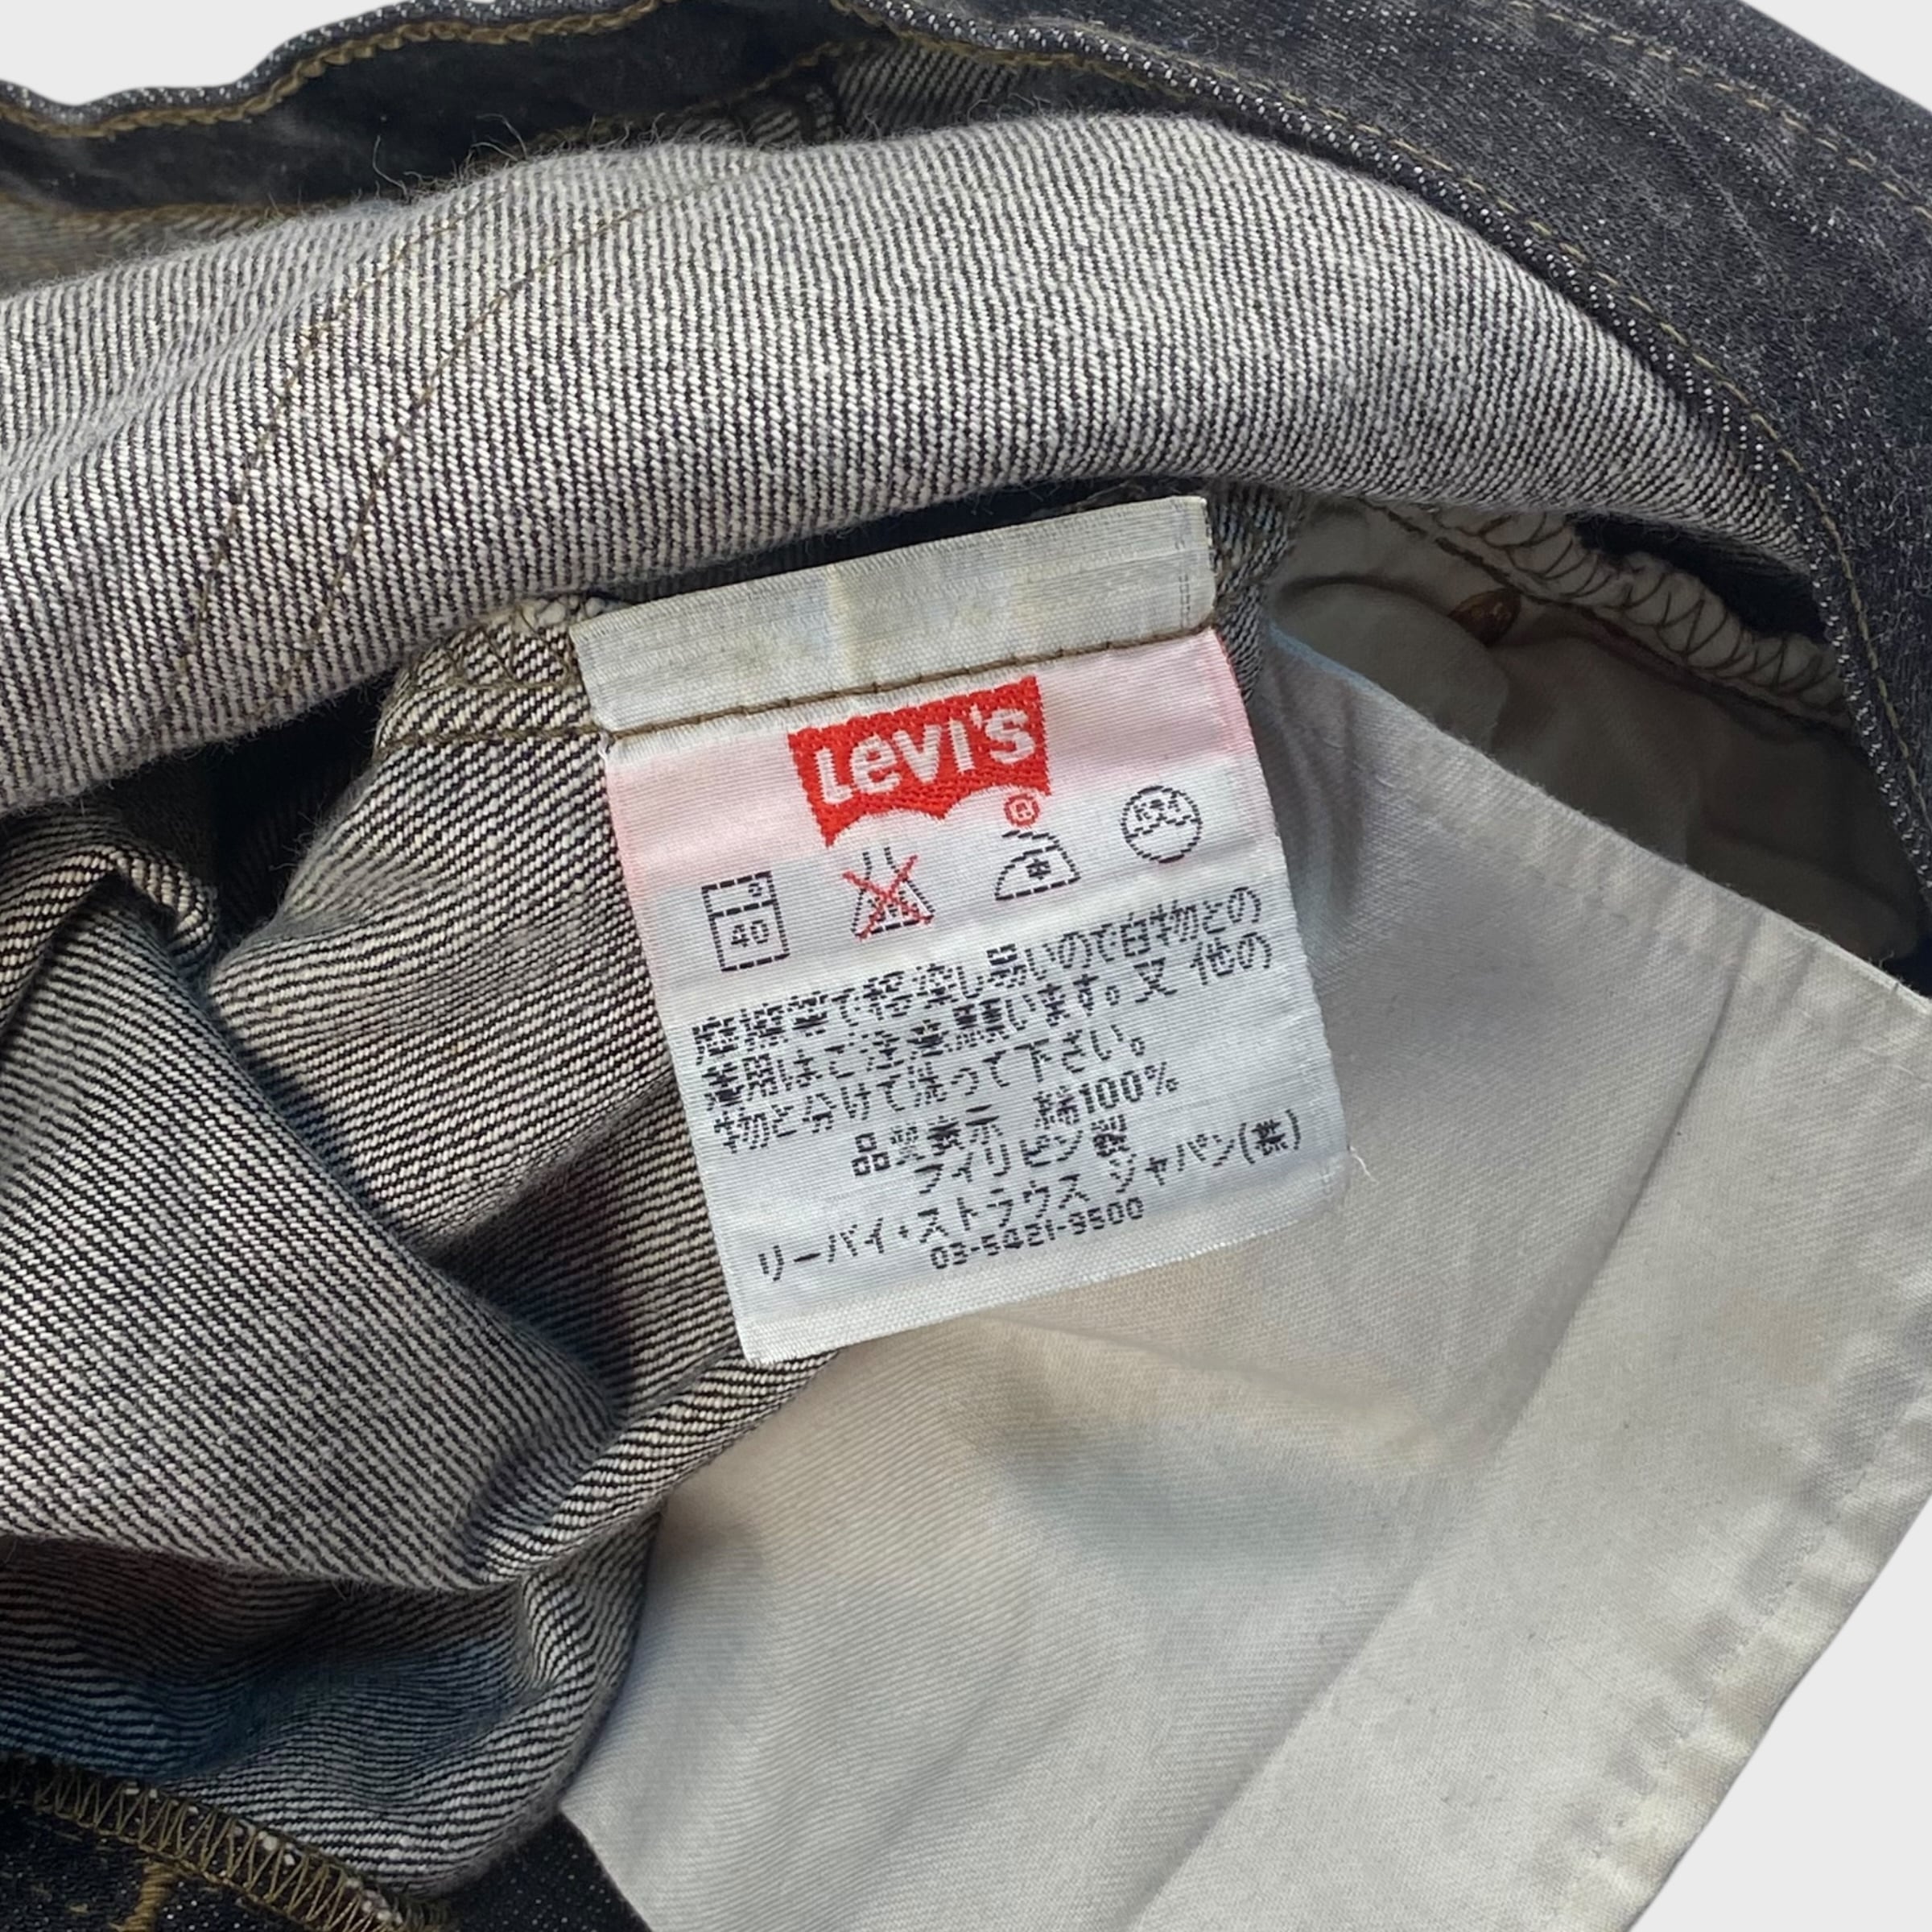 Levi's
®
40
摩擦等で移染し易いので白物との
着用はご注意願います。又 他の
物と分けて洗って下さい。
品質表示 綿100%
フィリピン製
リーバイ・ストラウス ジャパン(株)
03-5421-9500